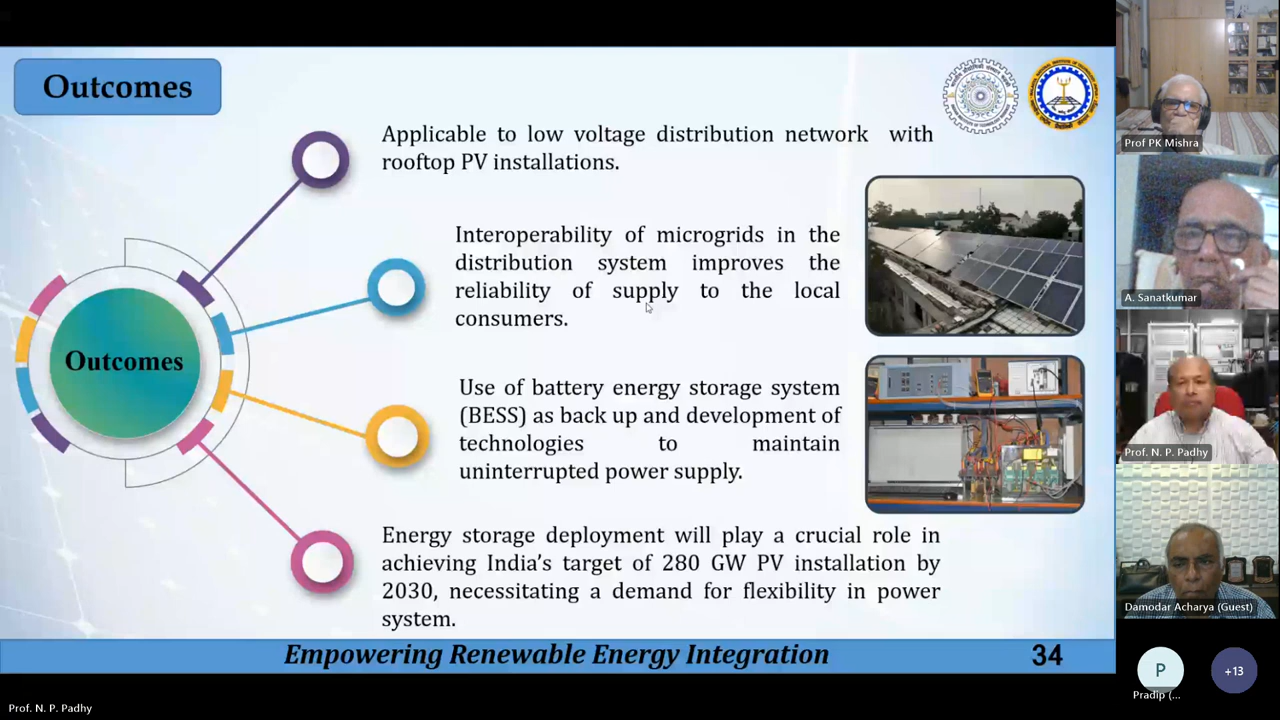 Outcomes
Applicable to low voltage distribution network with
rooftop PV installations.
Interoperability of microgrids in the
distribution system improves the
reliability of supply to the local
consumers.
Outcomes
Use of battery energy storage system
(BESS) as back up and development of
technologies to maintain
uninterrupted power supply.
Energy storage deployment will play a crucial role in
achieving India's target of 280 GW PV installation by
2030, necessitating a demand for flexibility in power
system.
Empowering Renewable Energy Integration
34
Prof PK Mishra
A. Sanatkumar
Prof. N. P. Padhy
Damodar Acharya (Guest)
P
Pradip (...
+13
Prof. N. P. Padhy